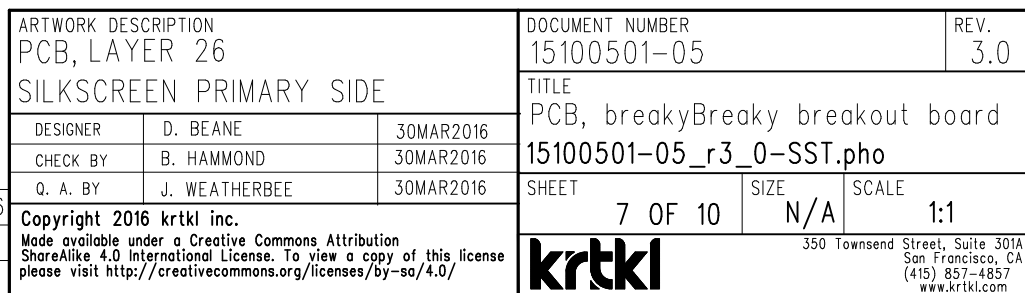 ARTWORK DESCRIPTION
PCB, LAYER 26
SILKSCREEN PRIMARY SIDE
DESIGNER D. BEANE 30MAR2016
CHECK BY B. HAMMOND 30MAR2016
Q. A. BY J. WEATHERBEE 30MAR2016
Copyright 2016 krtkl inc.
Made available under a Creative Commons Attribution
ShareAlike 4.0 International License. To view a copy of this license
please visit http://creativecommons.org/licenses/by-sa/4.0/
DOCUMENT NUMBER REV.
15100501-05 3.0
TITLE
PCB, breakyBreaky breakout board
15100501-05_r3_0-SST.pho
SHEET SIZE SCALE
7 OF 10 N/A 1:1
krtkl
350 Townsend Street, Suite 301A
San Francisco, CA
(415) 857-4857
www.krtkl.com